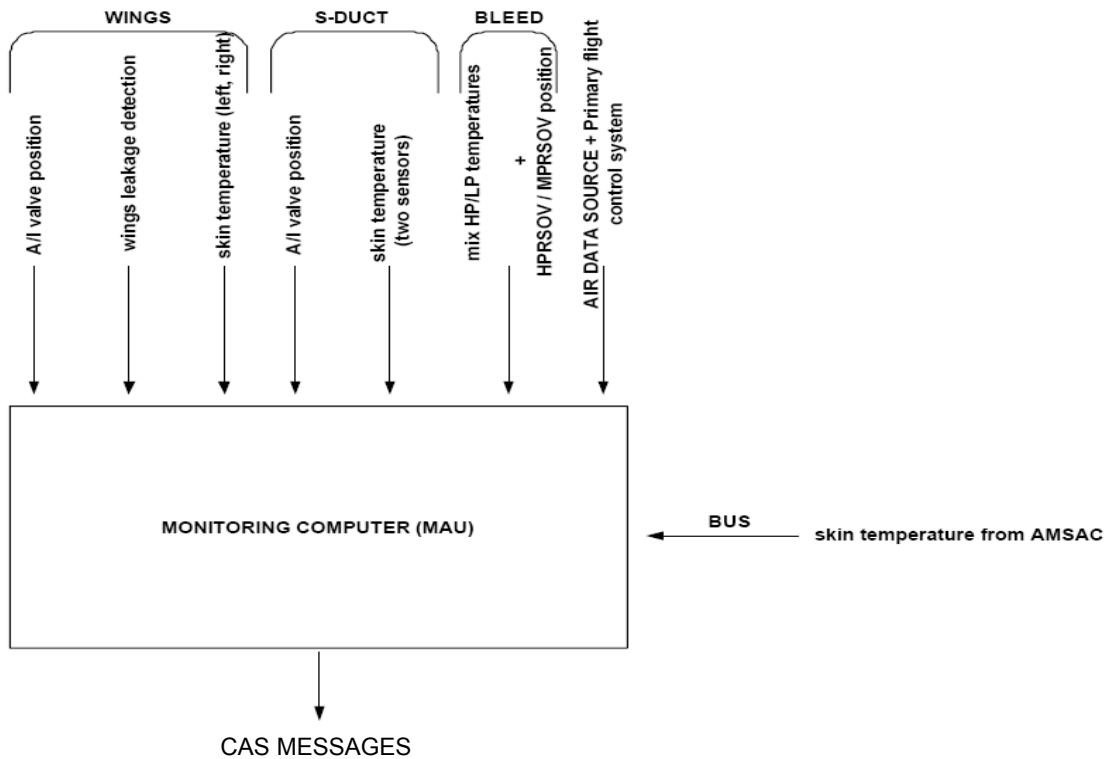 WINGS
S-DUCT
BLEED
A/I valve position
wings leakage detection
skin temperature (left, right)
A/I valve position
skin temperature
(two sensors)
mix HP/LP temperatures
+
HPRSOV / MPRSOV position
AIR DATA SOURCE + Primary flight
control system
MONITORING COMPUTER (MAU)
BUS
skin temperature from AMSAC
CAS MESSAGES